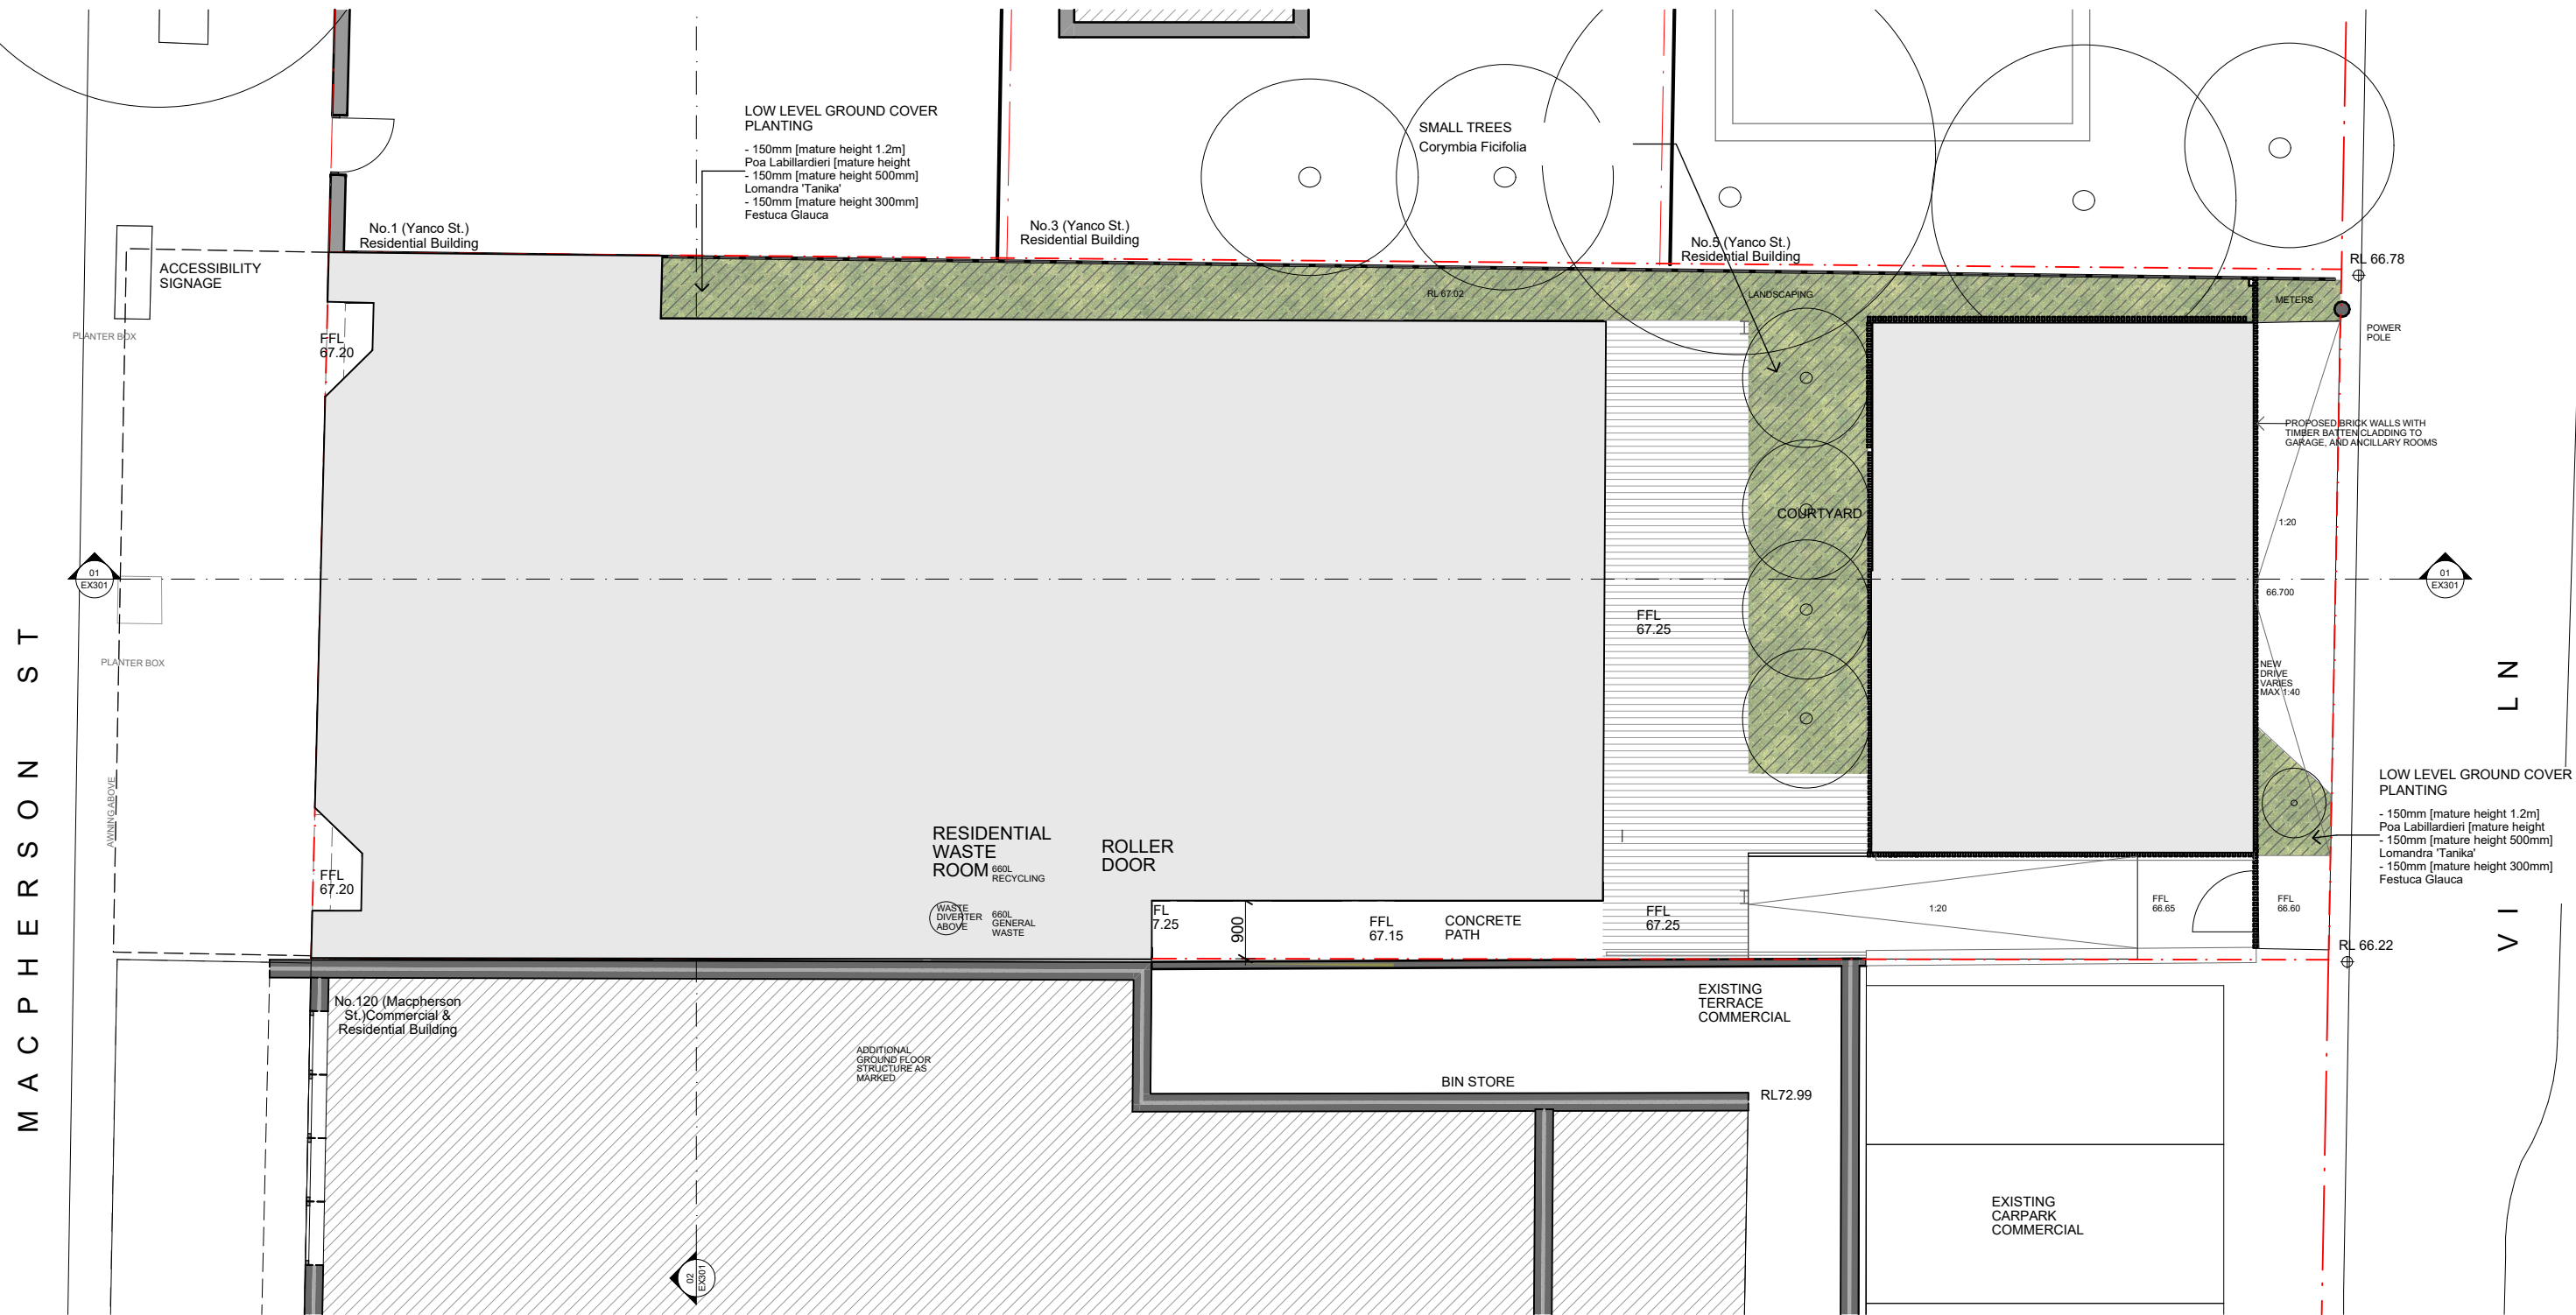 LOW LEVEL GROUND COVER
PLANTING
- 150mm [mature height 1.2m]
Poa Labillardieri [mature height
- 150mm [mature height 500mm]
Lomandra 'Tanika'
- 150mm [mature height 300mm]
Festuca Glauca
SMALL TREES
Corymbia Ficifolia
No.1 (Yanco St.)
Residential Building
No.3 (Yanco St.)
Residential Building
No.5 (Yanco St.)
Residential Building
RL 66.78
ACCESSIBILITY
SIGNAGE
RL 67.02
LANDSCAPING
METERS
PLANTER BOX
FFL
67.20
POWER
POLE
PROPOSED BRICK WALLS WITH
TIMBER BATTEN CLADDING TO
GARAGE, AND ANCILLARY ROOMS
COURTYARD
1:20
01
EX301
01
EX301
66.700
FFL
67.25
PLANTER BOX
NEW
DRIVE
VARIES
MAX 1:40
MACPHERSON ST
VI LN
AWNING ABOVE
LOW LEVEL GROUND COVER
PLANTING
- 150mm [mature height 1.2m]
Poa Labillardieri [mature height
- 150mm [mature height 500mm]
Lomandra 'Tanika'
- 150mm [mature height 300mm]
Festuca Glauca
RESIDENTIAL
WASTE
ROOM
660L
RECYCLING
ROLLER
DOOR
FFL
67.20
WASTE
DIVERTER
ABOVE
660L
GENERAL
WASTE
FL
7.25
900
FFL
67.15
CONCRETE
PATH
FFL
67.25
1:20
FFL
66.65
FFL
66.60
RL 66.22
No.120 (Macpherson
St.)Commercial &
Residential Building
EXISTING
TERRACE
COMMERCIAL
ADDITIONAL
GROUND FLOOR
STRUCTURE AS
MARKED
BIN STORE
RL72.99
EXISTING
CARPARK
COMMERCIAL
02
EX301